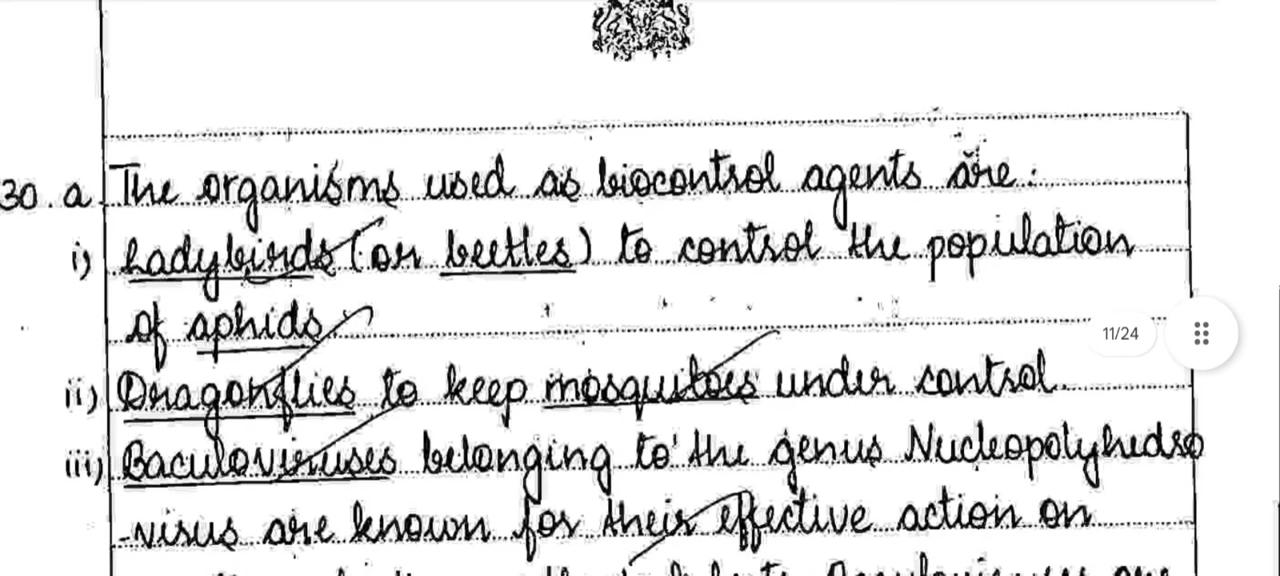 30. a. The organisms used as biocontrol agents are:
i) Ladybirds (or beetles) to control the population
of aphids.
11/24
ii) Dragonflies to keep mosquitoes under control.
iii) Baculoviruses belonging to the genus Nucleopolyhedro
-virus are known for their effective action on